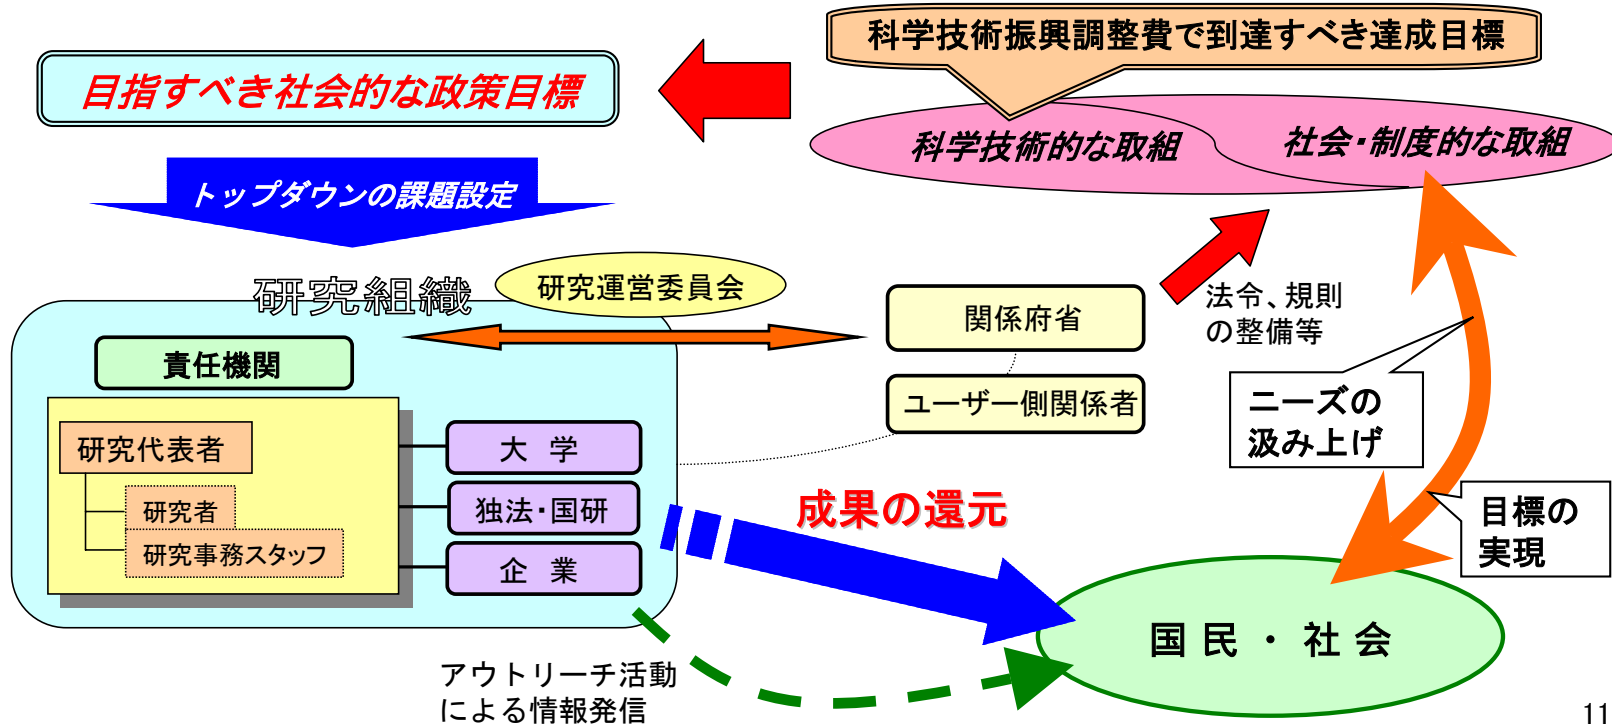 科学技術振興調整費で到達すべき達成目標
目指すべき社会的な政策目標
科学技術的な取組
社会・制度的な取組
トップダウンの課題設定
研究組織
研究運営委員会
関係府省
法令、規則
の整備等
責任機関
ユーザー側関係者
ニーズの
汲み上げ
研究代表者
大 学
研究者
独法・国研
成果の還元
目標の
実現
研究事務スタッフ
企 業
国 民 ・ 社 会
アウトリーチ活動
による情報発信
11